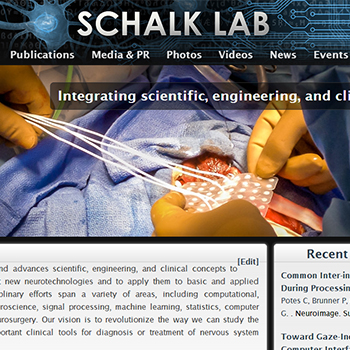 SCHALK LAB
Publications Media & PR Photos Videos News Events
Integrating scientific, engineering, and cli
[Edit]
nd advances scientific, engineering, and clinical concepts to
t new neurotechnologies and to apply them to basic and applied
plinary efforts span a variety of areas, including computational,
roscience, signal processing, machine learning, statistics, computer
urosurgery. Our vision is to revolutionize the way we can study the
portant clinical tools for diagnosis or treatment of nervous system
Recent
Common Inter-in
During Processing
Potes C, Brunner P,
G. . Neuroimage. Su
Toward Gaze-In
Computer Interf